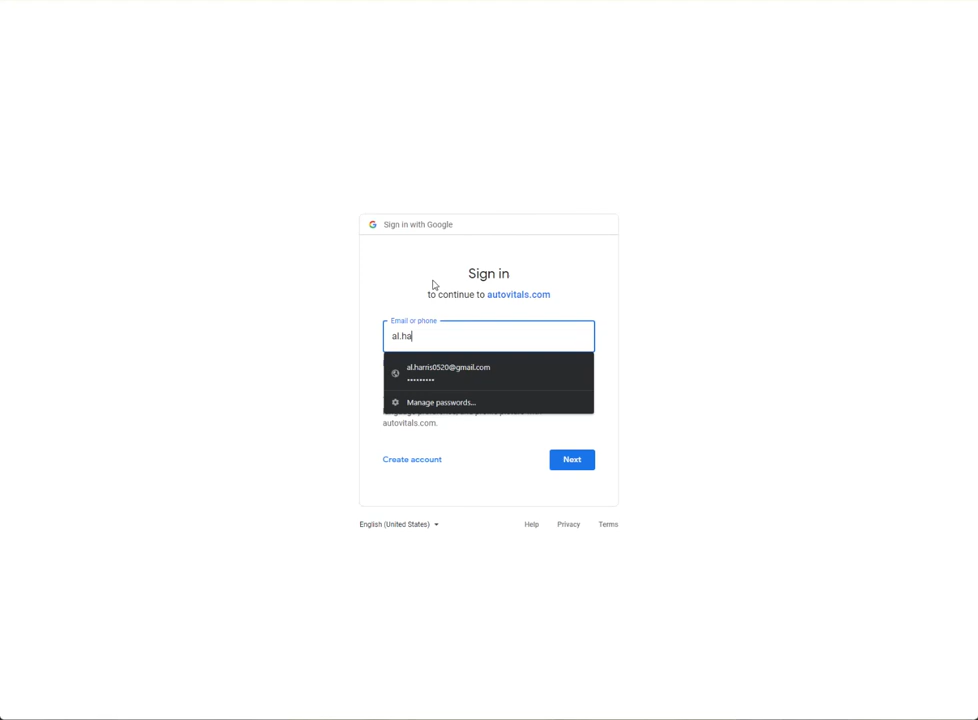 Sign in with Google
Sign in
to continue to autovitals.com
Email or phone
al.ha
al.harris0520@gmail.com
•••••••••
Manage passwords...
autovitals.com.
Create account
Next
English (United States)
Help
Privacy
Terms